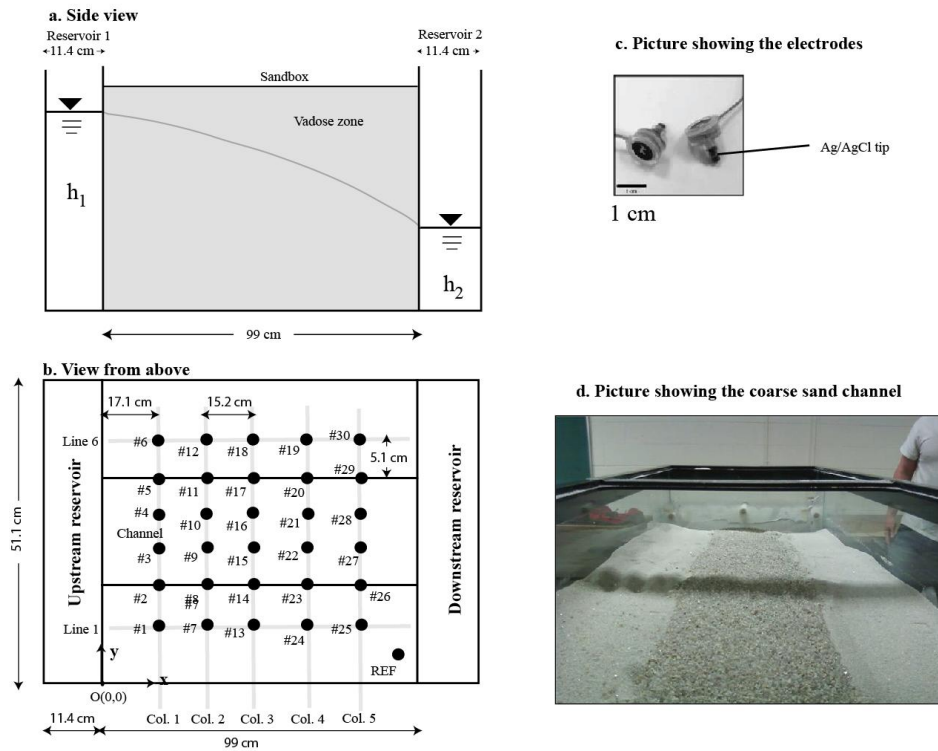 a. Side view
Reservoir 1
11.4 cm
Reservoir 2
11.4 cm
Sandbox
Vadose zone
h1
h2
99 cm
c. Picture showing the electrodes
Ag/AgCl tip
1 cm
1 cm
b. View from above
51.1 cm
Upstream reservoir
Downstream reservoir
17.1 cm
15.2 cm
5.1 cm
Line 6
#6
#12
#18
#19
#30
#5
#11
#17
#20
#29
#4
#10
#16
#21
#28
Channel
#3
#9
#15
#22
#27
#2
#8
#7
#14
#23
#26
Line 1
#1
#7
#13
#24
#25
REF
y
x
O(0,0)
11.4 cm
Col. 1
Col. 2
Col. 3
Col. 4
Col. 5
99 cm
d. Picture showing the coarse sand channel